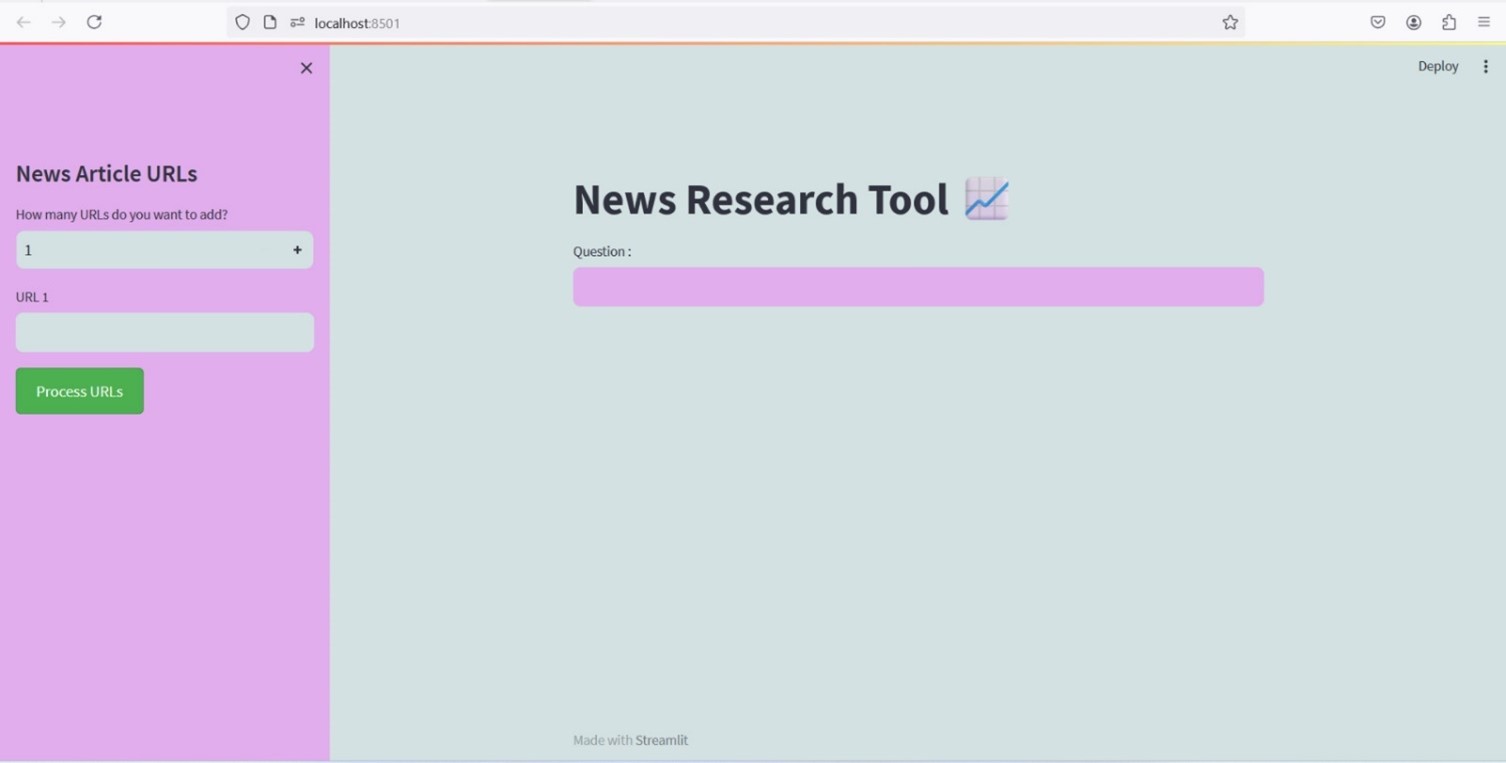 localhost:8501
Deploy
News Article URLs
How many URLs do you want to add?
1
URL 1
Process URLs
News Research Tool 📈
Question :
Made with Streamlit